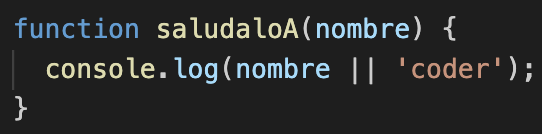 function saludaloA(nombre) {
  console.log(nombre || 'coder');
}